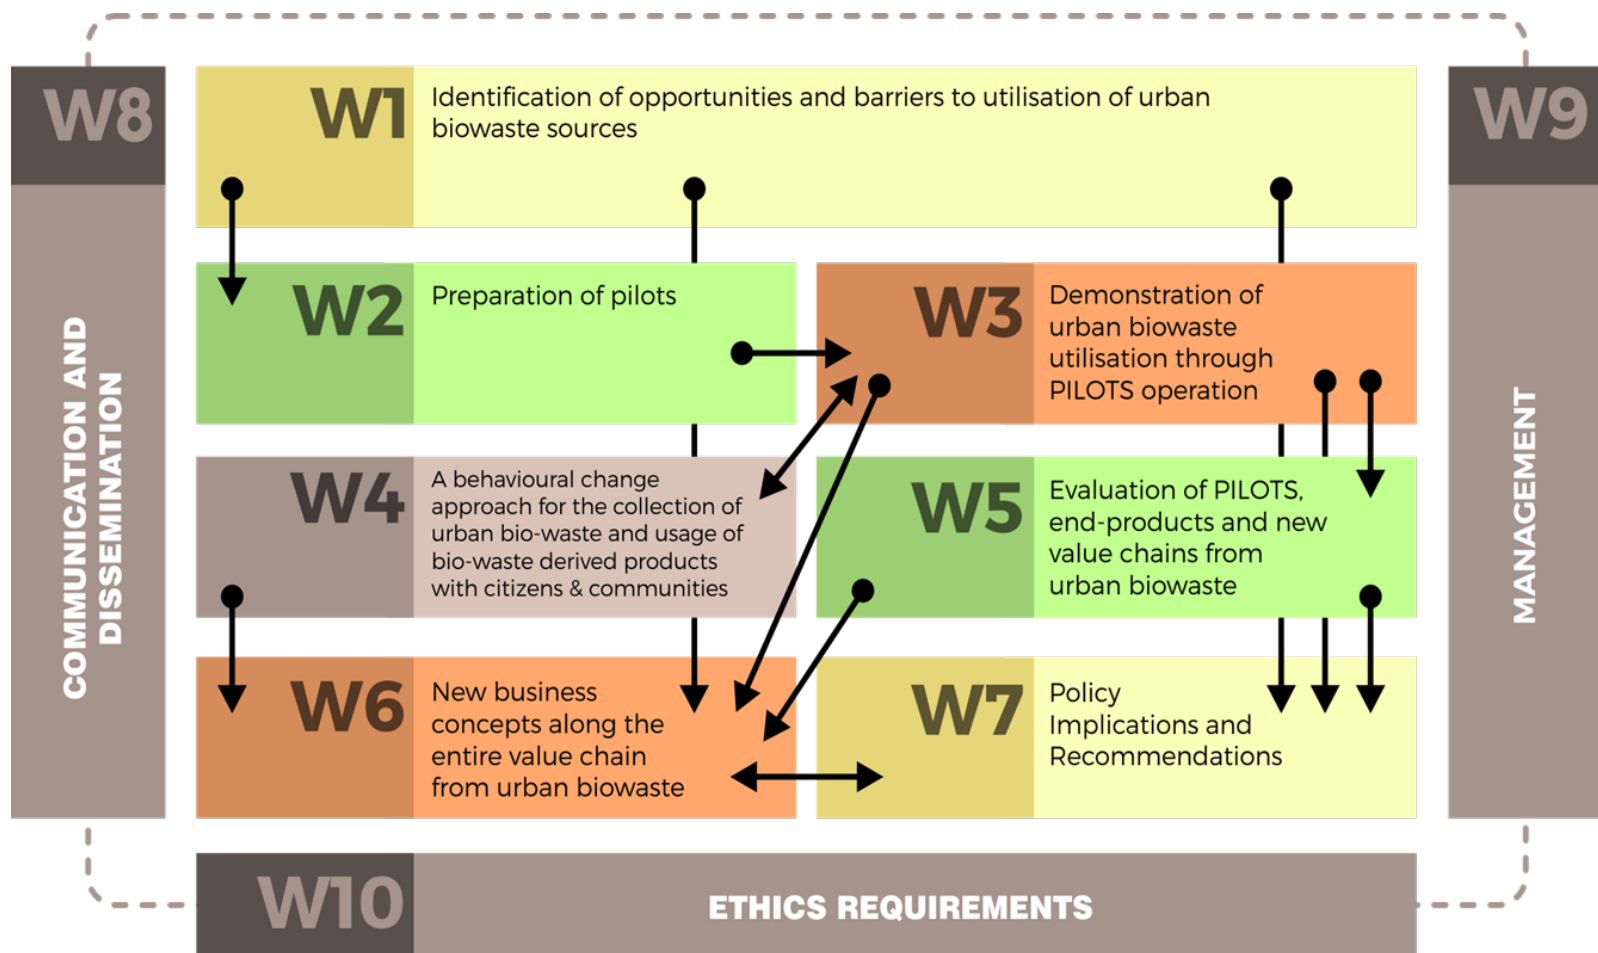 W8
COMMUNICATION AND
DISSEMINATION
W1
Identification of opportunities and barriers to utilisation of urban
biowaste sources
W2
Preparation of pilots
W3
Demonstration of
urban biowaste
utilisation through
PILOTS operation
W4
A behavioural change
approach for the collection of
urban bio-waste and usage of
bio-waste derived products
with citizens & communities
W5
Evaluation of PILOTS,
end-products and new
value chains from
urban biowaste
W6
New business
concepts along the
entire value chain
from urban biowaste
W7
Policy
Implications and
Recommendations
W9
MANAGEMENT
W10
ETHICS REQUIREMENTS